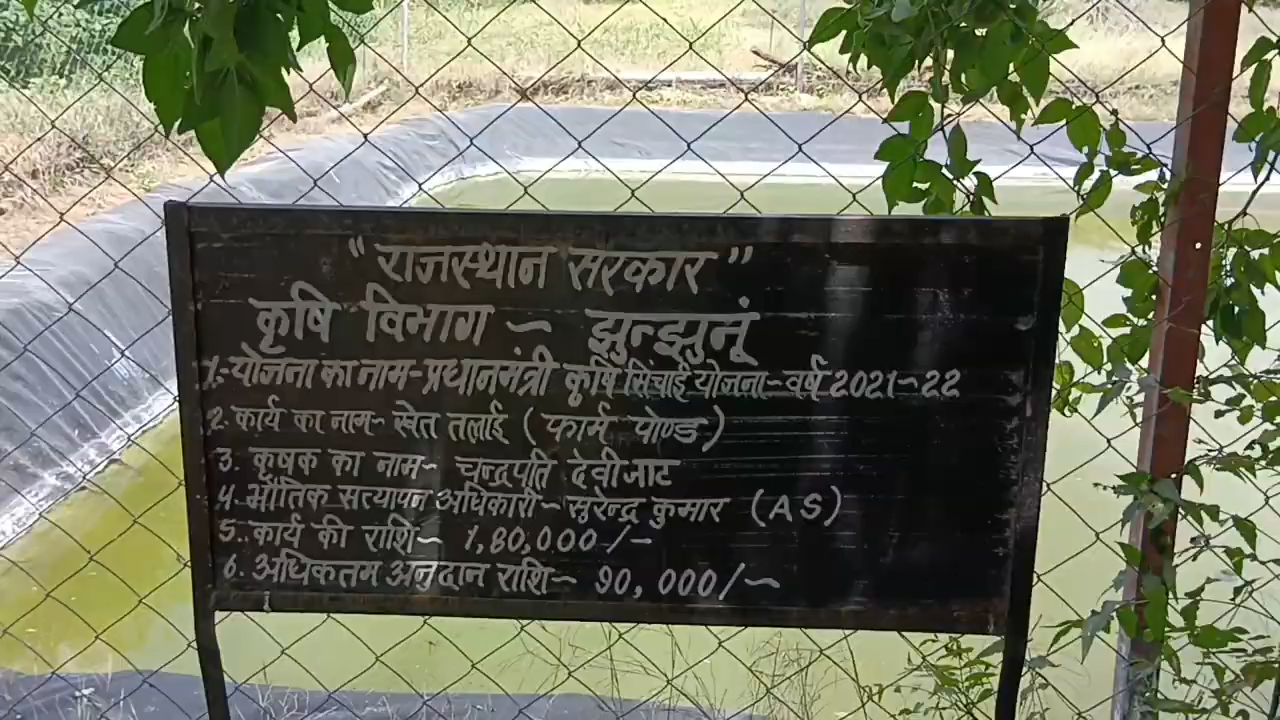 "राजस्थान सरकार"
कृषि विभाग ~ झुन्झुनूं
1.-योजना का नाम-प्रधानमंत्री कृषि सिंचाई योजना-वर्ष 2021-22
2. कार्य का नाम- खेत तलाई (फार्म पोण्ड)
3. कृषक का नाम~ चन्द्रपति देवी जाट
4. भौतिक सत्यापन अधिकारी-सुरेन्द्र कुमार (AS)
5.. कार्य की राशि~ 1,80,000/-
6. अधिकतम अनुदान राशि~ 90,000/~